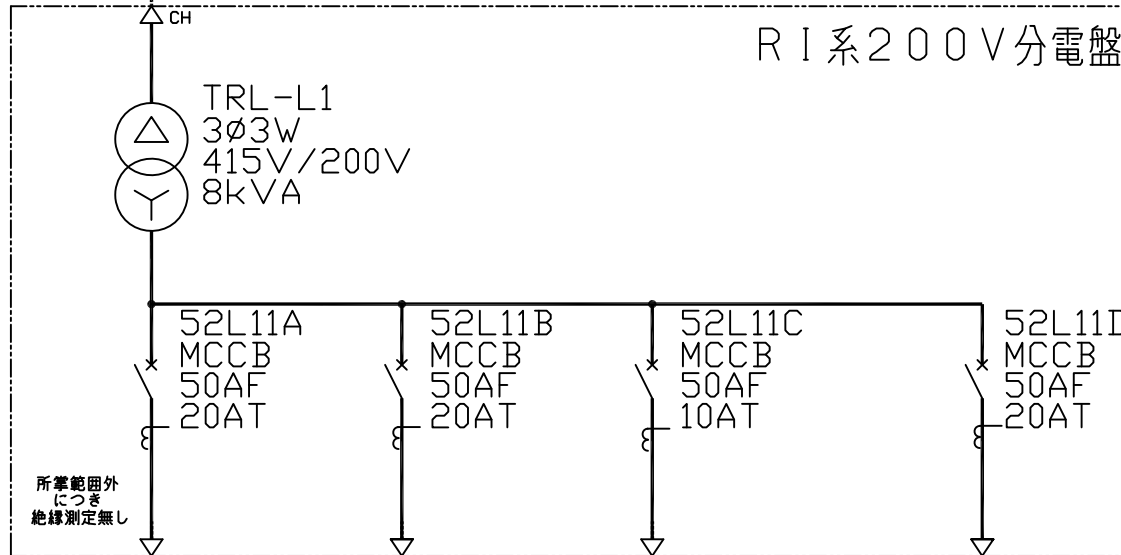 CH
RI系200V分電盤
TRL-L1
3φ3W
415V/200V
8kVA
52L11A
MCCB
50AF
20AT
52L11B
MCCB
50AF
20AT
52L11C
MCCB
50AF
10AT
52L11D
MCCB
50AF
20AT
所掌範囲外
につき
絶縁測定無し